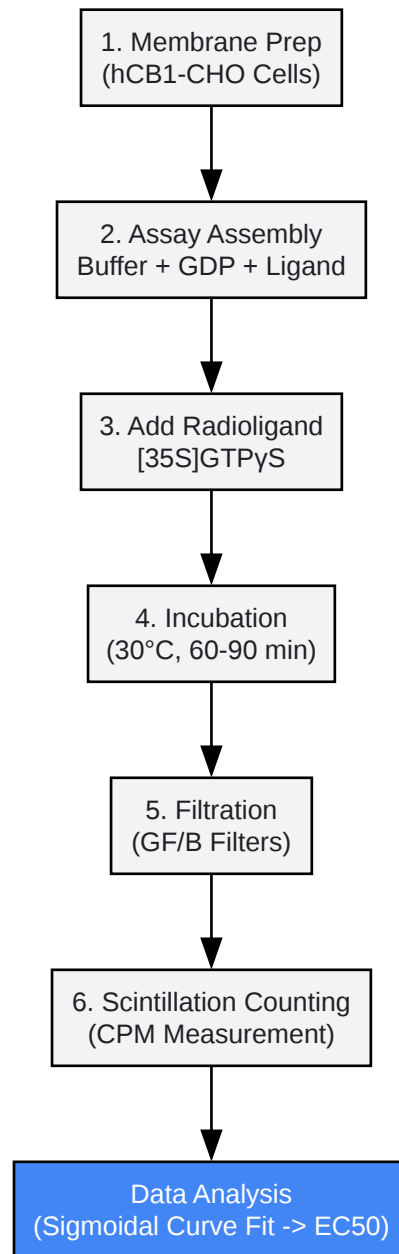 1. Membrane Prep
(hCB1-CHO Cells)
2. Assay Assembly
Buffer + GDP + Ligand
3. Add Radioligand
[35S]GTPγS
4. Incubation
(30°C, 60-90 min)
5. Filtration
(GF/B Filters)
6. Scintillation Counting
(CPM Measurement)
Data Analysis
(Sigmoidal Curve Fit -> EC50)